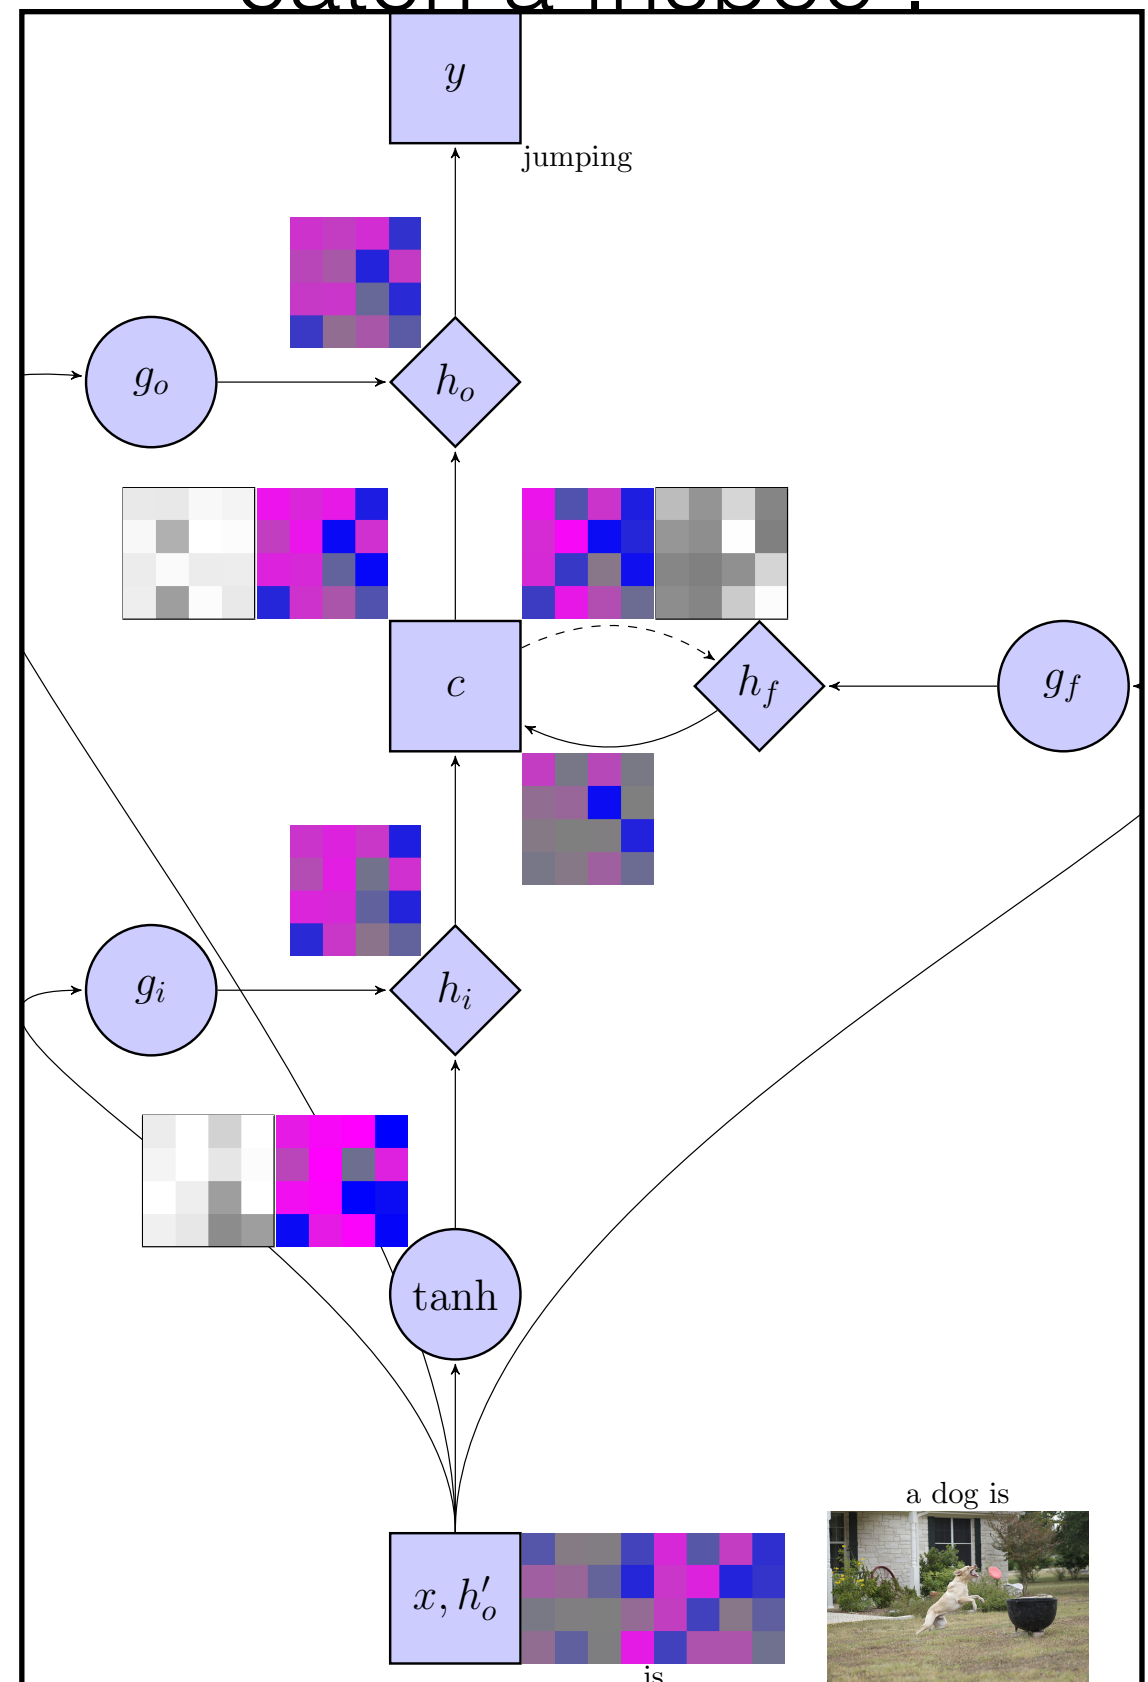 y
jumping
g_o
h_o
c
h_f
g_f
g_i
h_i
tanh
a dog is
x, h'_o
is